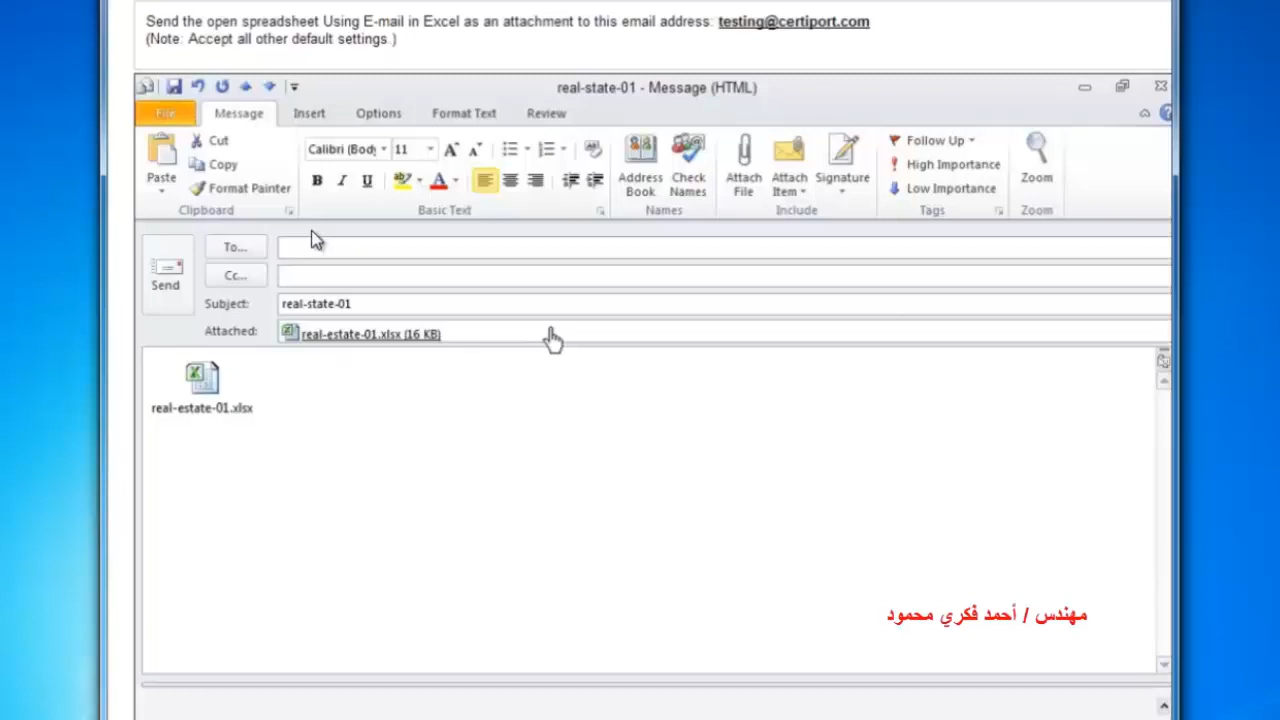 Send the open spreadsheet Using E-mail in Excel as an attachment to this email address: testing@certiport.com
(Note: Accept all other default settings.)
real-state-01 - Message (HTML)
File Message Insert Options Format Text Review
Paste
Cut
Copy
Format Painter
Clipboard
Calibri (Body 11
B I U
Basic Text
Address Book
Check Names
Names
Attach File
Attach Item
Signature
Include
Follow Up
High Importance
Low Importance
Tags
Zoom
Zoom
Send
To...
Cc...
Subject: real-state-01
Attached: real-estate-01.xlsx (16 KB)
real-estate-01.xlsx
مهندس / أحمد فكري محمود